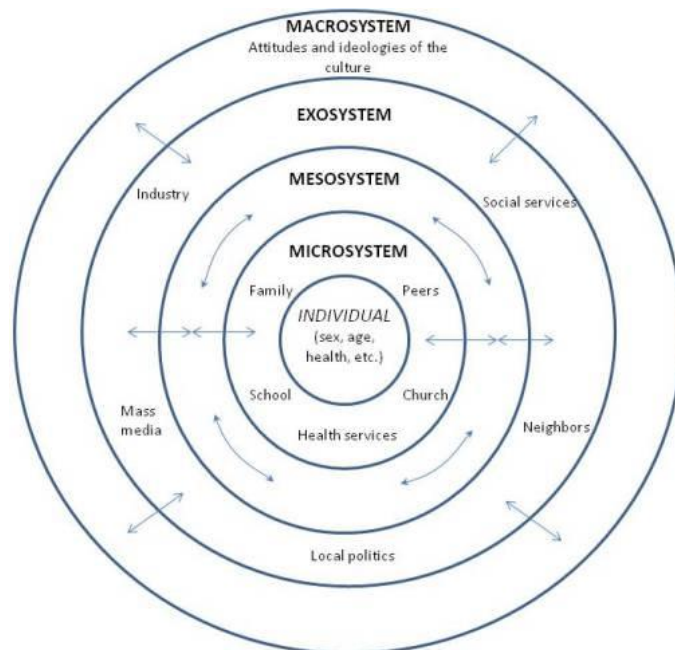 MACROSYSTEM
Attitudes and ideologies of the
culture
EXOSYSTEM
MESOSYSTEM
Industry
Social services
MICROSYSTEM
Family
Peers
INDIVIDUAL
(sex, age,
health, etc.)
School
Church
Mass
media
Health services
Neighbors
Local politics